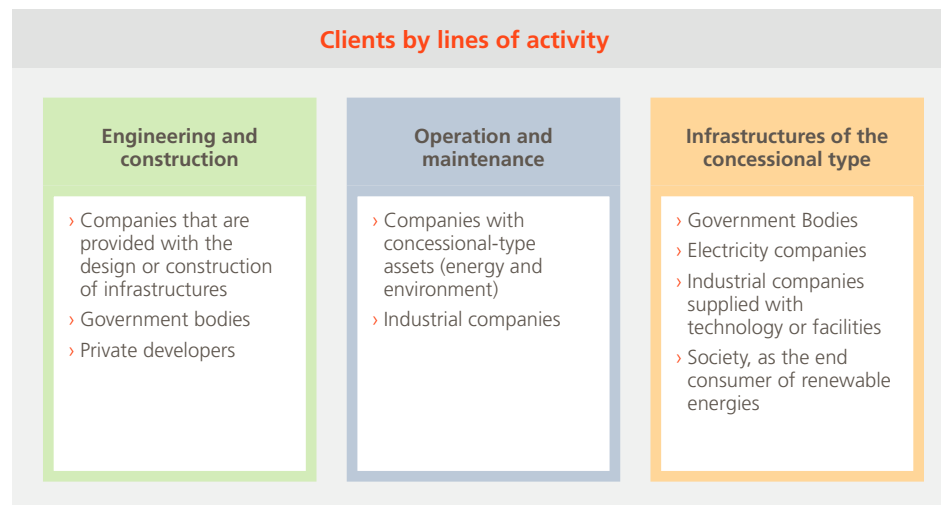 Clients by lines of activity
Engineering and
construction
› Companies that are
provided with the
design or construction
of infrastructures
› Government bodies
› Private developers
Operation and
maintenance
› Companies with
concessional-type
assets (energy and
environment)
› Industrial companies
Infrastructures of the
concessional type
› Government Bodies
› Electricity companies
› Industrial companies
supplied with
technology or facilities
› Society, as the end
consumer of renewable
energies